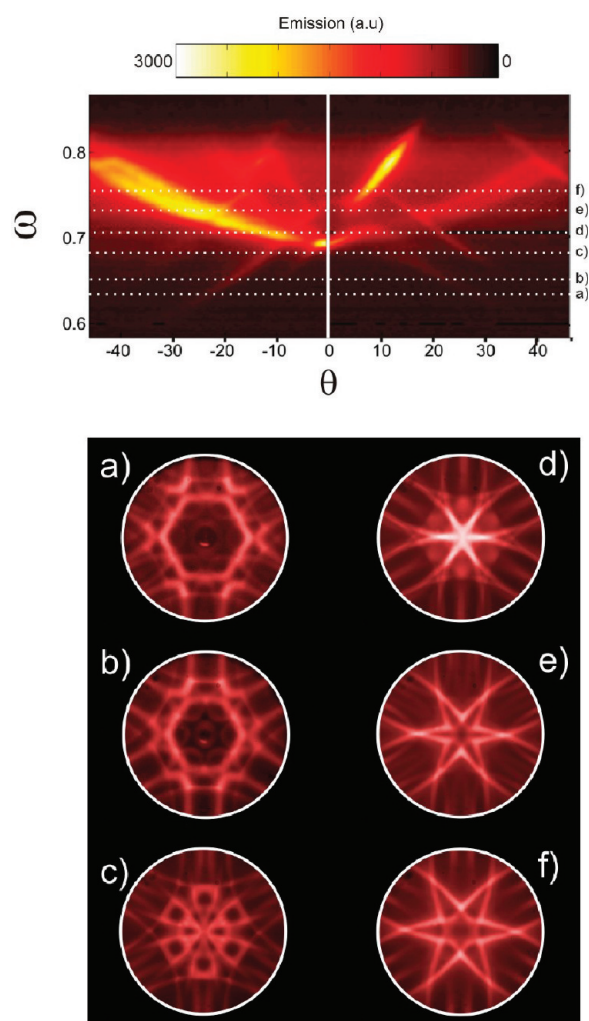 Emission (a.u)
3000 0
0.8
0.7
0.6
ω
f)
e)
d)
c)
b)
a)
-40 -30 -20 -10 0 10 20 30 40
θ
a) d)
b) e)
c) f)